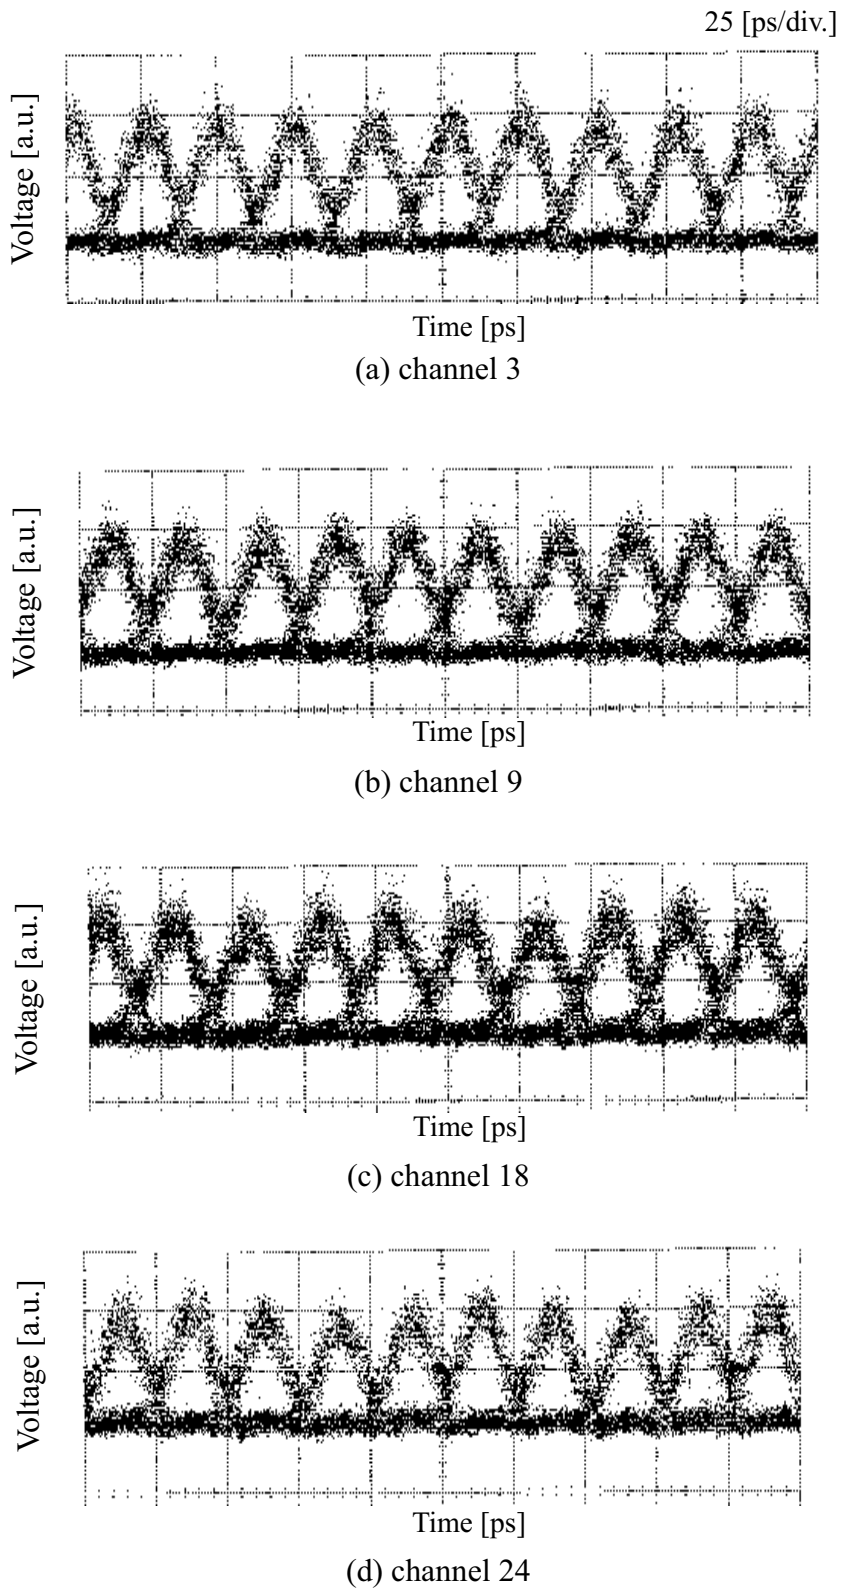 25 [ps/div.]
Voltage [a.u.]
Time [ps]
(a) channel 3
Voltage [a.u.]
Time [ps]
(b) channel 9
Voltage [a.u.]
Time [ps]
(c) channel 18
Voltage [a.u.]
Time [ps]
(d) channel 24